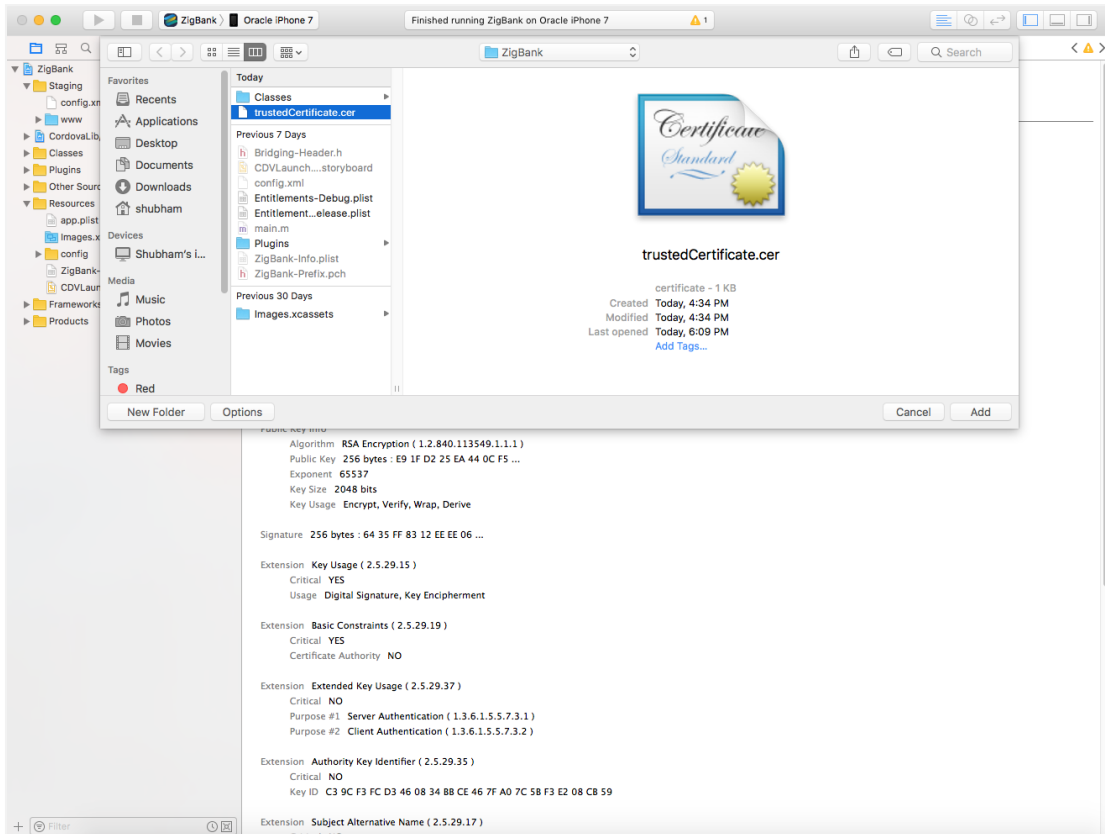 ZigBank
Oracle iPhone 7
Finished running ZigBank on Oracle iPhone 7
1
ZigBank
Staging
config.xm
www
CordovaLib
Classes
Plugins
Other Sourc
Resources
app.plist
Images.x
config
ZigBank-
CDVLaun
Frameworks
Products
Filter
ZigBank
Search
Favorites
Recents
Applications
Desktop
Documents
Downloads
shubham
Devices
Shubham's i...
Media
Music
Photos
Movies
Tags
Red
Today
Classes
trustedCertificate.cer
Previous 7 Days
Bridging-Header.h
CDVLaunch....storyboard
config.xml
Entitlements-Debug.plist
Entitlement...elease.plist
main.m
Plugins
ZigBank-Info.plist
ZigBank-Prefix.pch
Previous 30 Days
Images.xcassets
Certificate
Standard
trustedCertificate.cer
certificate - 1 KB
Created Today, 4:34 PM
Modified Today, 4:34 PM
Last opened Today, 6:09 PM
Add Tags...
New Folder
Options
Cancel
Add
Public Key Info
Algorithm RSA Encryption ( 1.2.840.113549.1.1.1 )
Public Key 256 bytes : E9 1F D2 25 EA 44 0C F5 ...
Exponent 65537
Key Size 2048 bits
Key Usage Encrypt, Verify, Wrap, Derive
Signature 256 bytes : 64 35 FF 83 12 EE EE 06 ...
Extension Key Usage ( 2.5.29.15 )
Critical YES
Usage Digital Signature, Key Encipherment
Extension Basic Constraints ( 2.5.29.19 )
Critical YES
Certificate Authority NO
Extension Extended Key Usage ( 2.5.29.37 )
Critical NO
Purpose #1 Server Authentication ( 1.3.6.1.5.5.7.3.1 )
Purpose #2 Client Authentication ( 1.3.6.1.5.5.7.3.2 )
Extension Authority Key Identifier ( 2.5.29.35 )
Critical NO
Key ID C3 9C F3 FC D3 46 08 34 BB CE 46 7F A0 7C 5B F3 E2 08 CB 59
Extension Subject Alternative Name ( 2.5.29.17 )